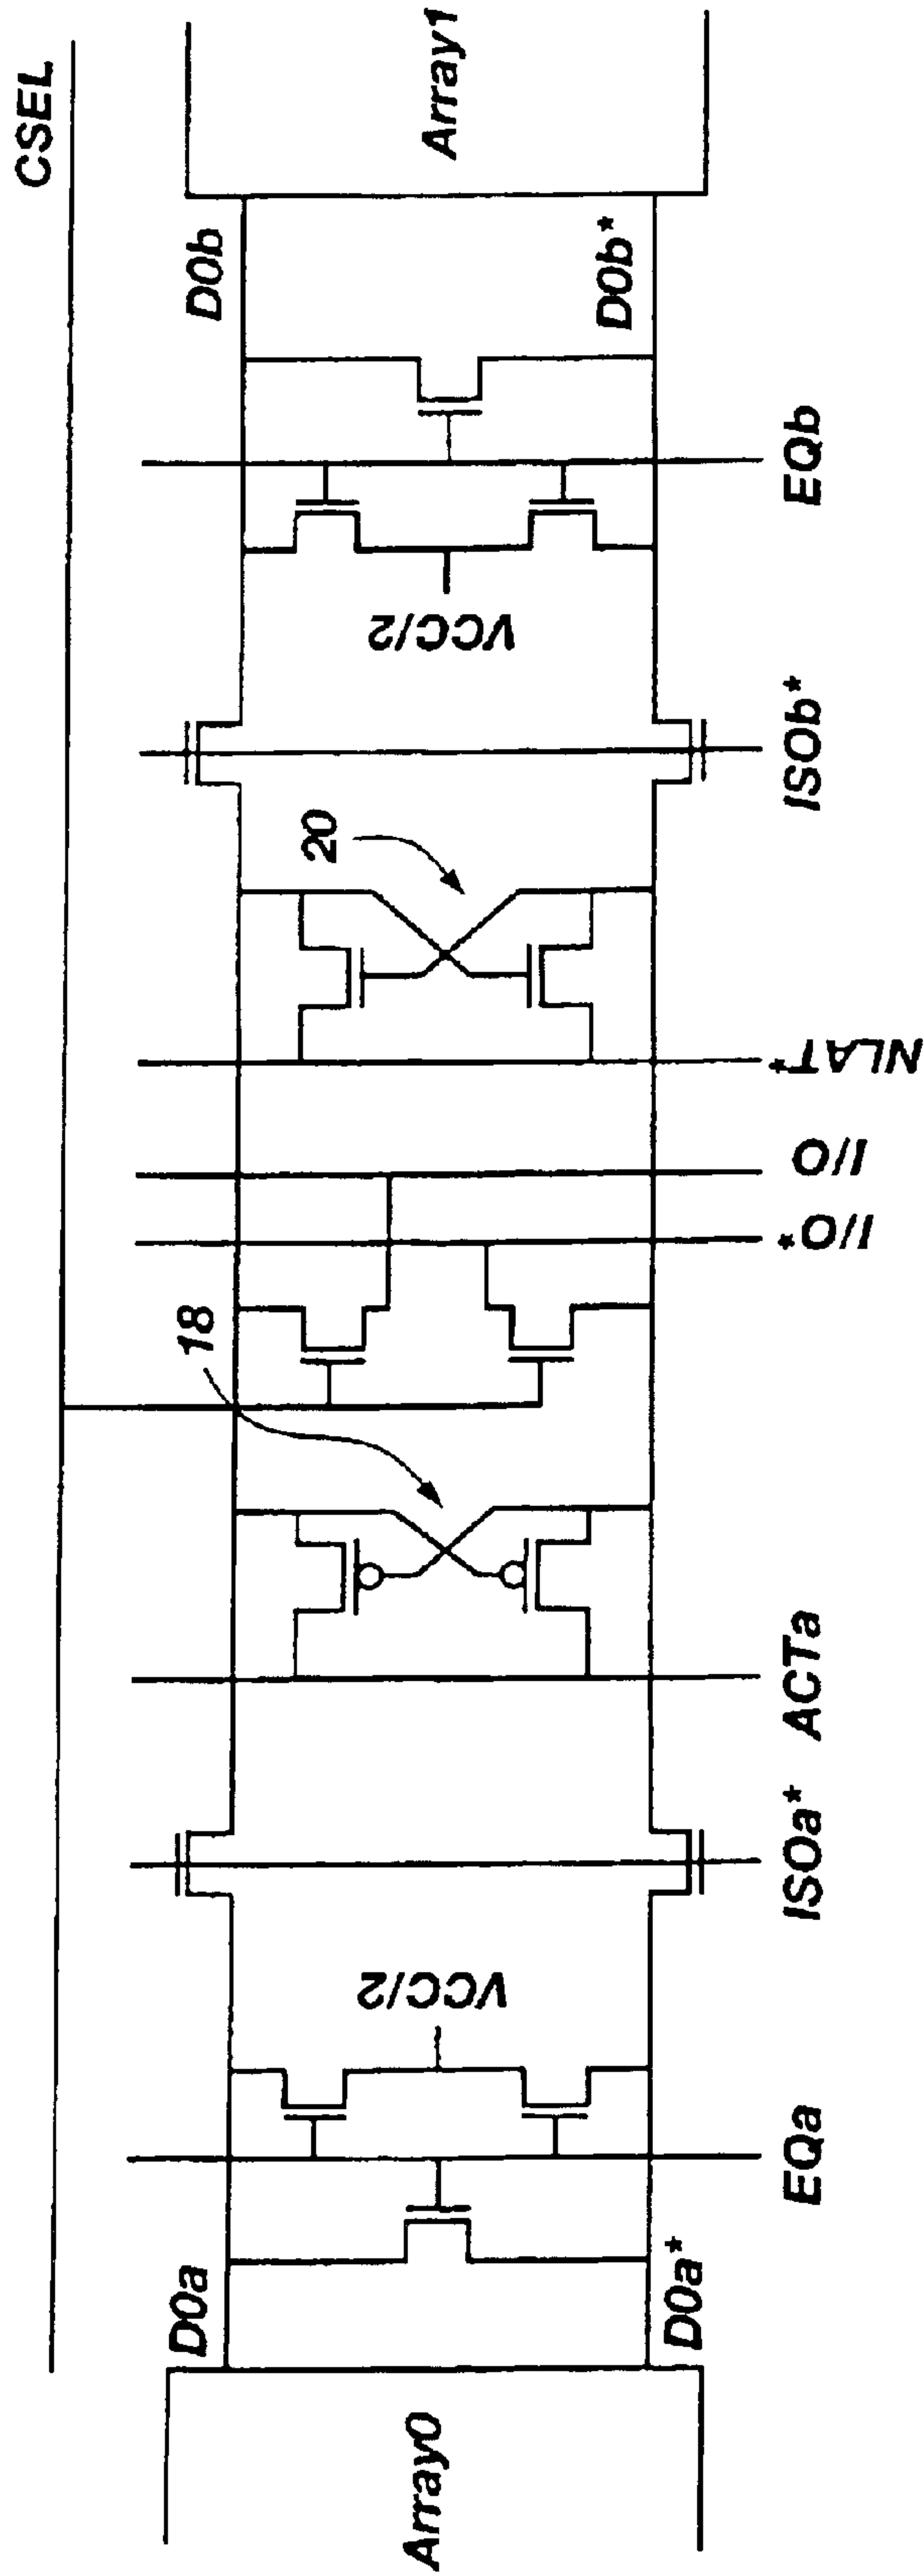 CSEL
D0a
D0b
18
20
Array0
VCC/2
VCC/2
Array1
D0a*
D0b*
EQa
ISOa*
ACTa
I/O*
I/O
NLAT*
ISOb*
EQb